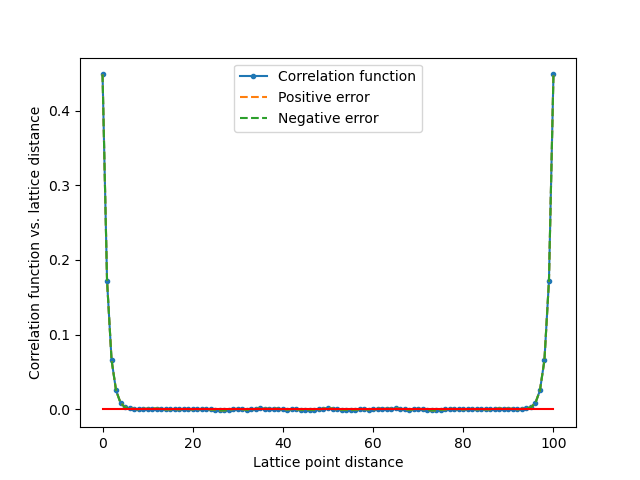 Correlation function
Positive error
Negative error
Correlation function vs. lattice distance
0.4
0.3
0.2
0.1
0.0
0 20 40 60 80 100
Lattice point distance